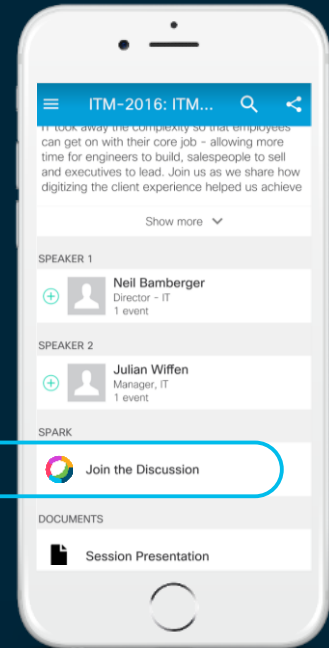 ITM-2016: ITM...
IT took away the complexity so that employees
can get on with their core job – allowing more
time for engineers to build, salespeople to sell
and executives to lead. Join us as we share how
digitizing the client experience helped us achieve
Show more
SPEAKER 1
Neil Bamberger
Director – IT
1 event
SPEAKER 2
Julian Wiffen
Manager, IT
1 event
SPARK
Join the Discussion
DOCUMENTS
Session Presentation